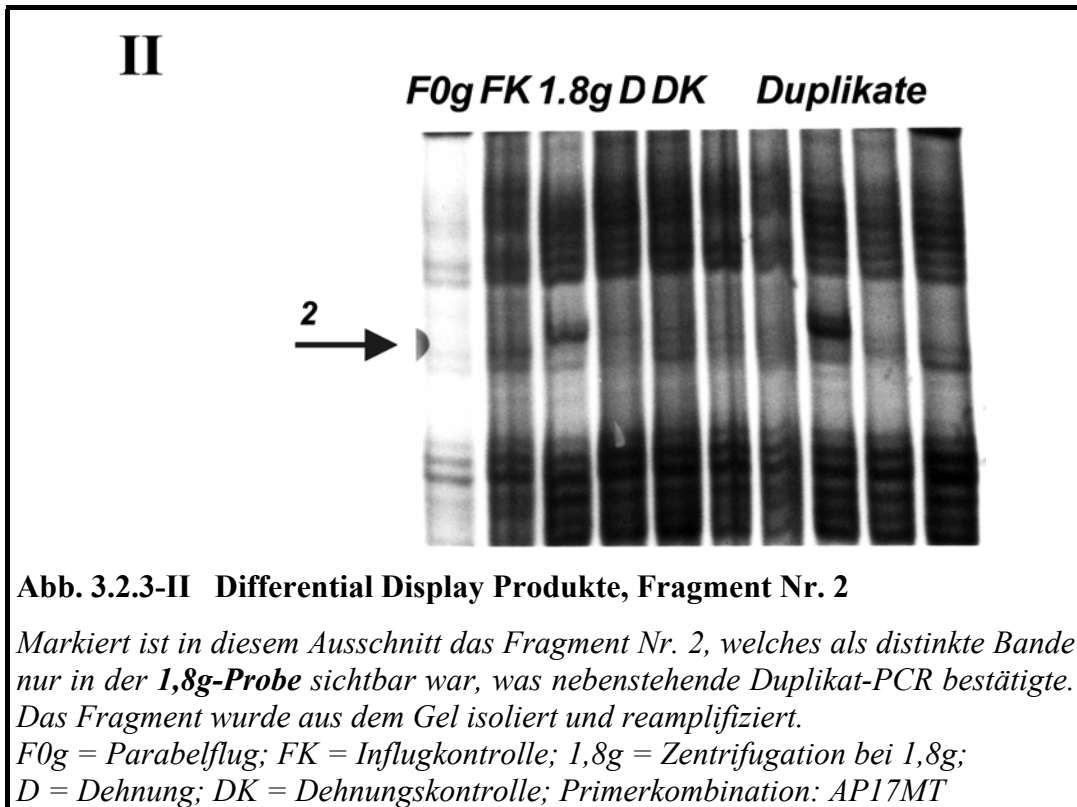 II
F0g FK 1.8g D DK Duplikate
2
Abb. 3.2.3-II Differential Display Produkte, Fragment Nr. 2
Markiert ist in diesem Ausschnitt das Fragment Nr. 2, welches als distinkte Bande
nur in der 1,8g-Probe sichtbar war, was nebenstehende Duplikat-PCR bestätigte.
Das Fragment wurde aus dem Gel isoliert und reamplifiziert.
F0g = Parabelflug; FK = Influgkontrolle; 1,8g = Zentrifugation bei 1,8g;
D = Dehnung; DK = Dehnungskontrolle; Primerkombination: AP17MT